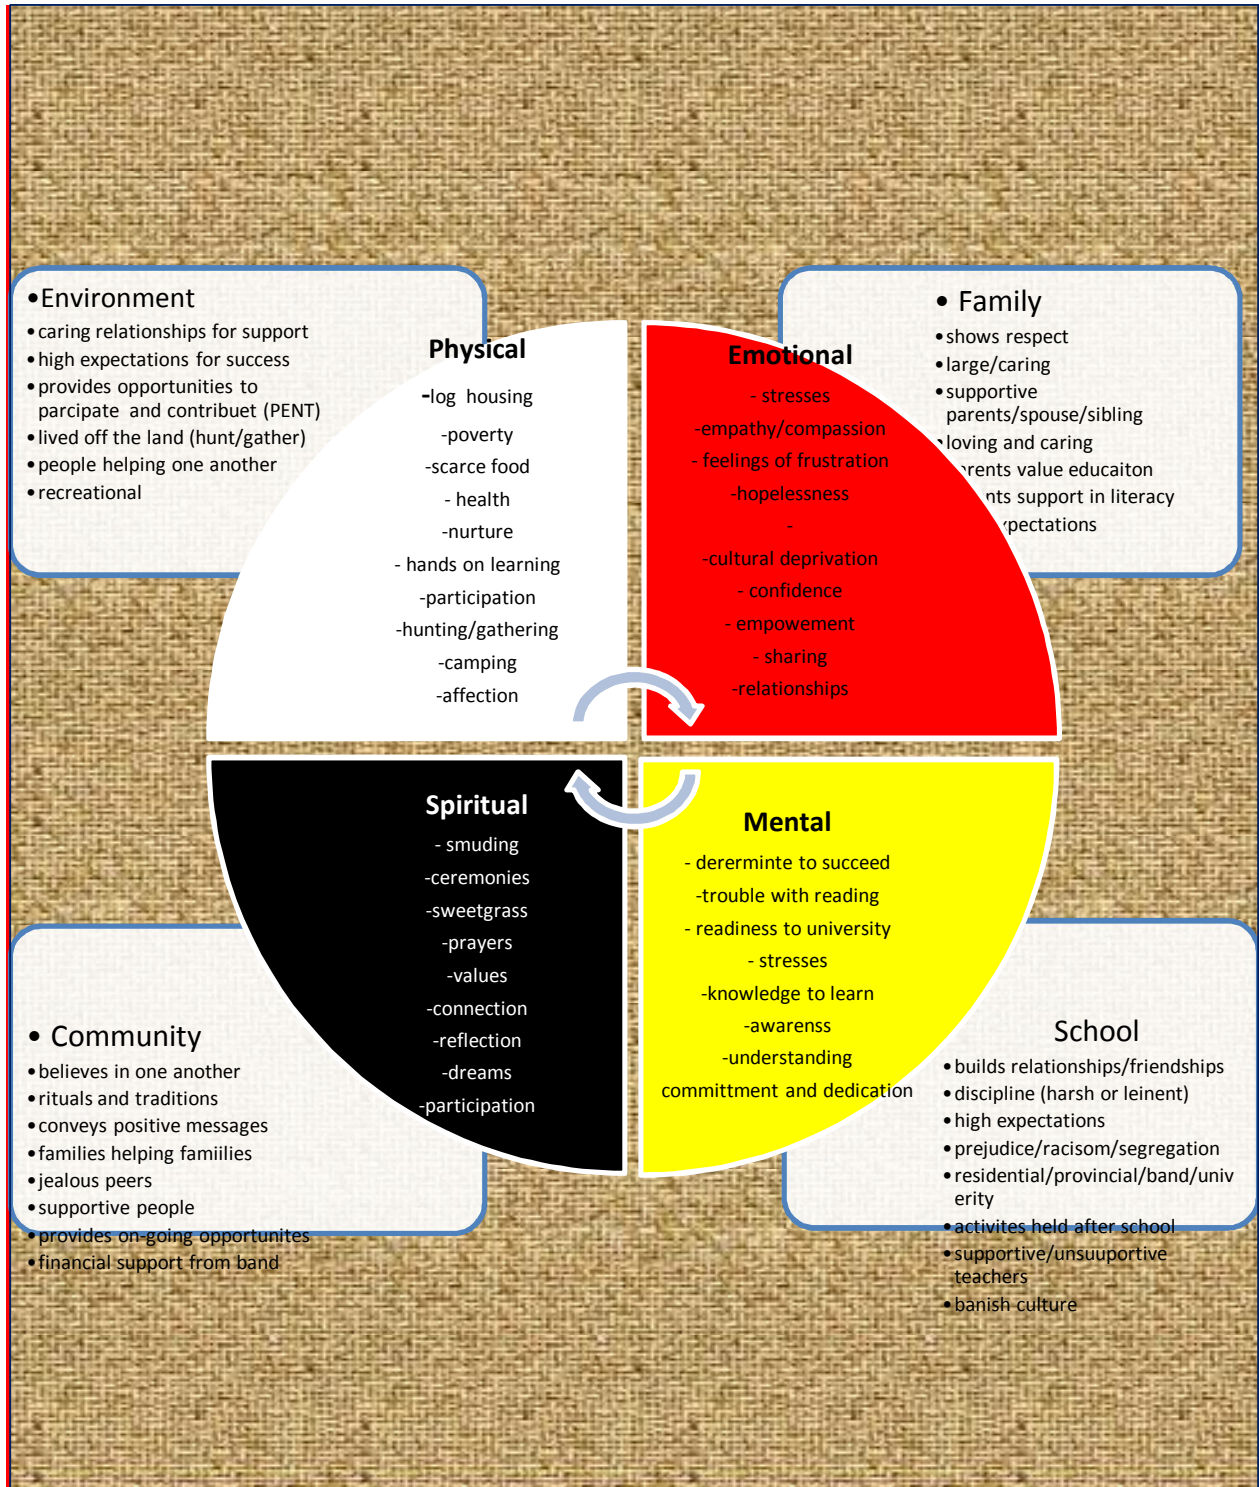 •Environment
•caring relationships for support
•high expectations for success
•provides opportunities to
parcipate and contribuet (PENT)
•lived off the land (hunt/gather)
•people helping one another
•recreational
• Family
•shows respect
•large/caring
•supportive
parents/spouse/sibling
•loving and caring
value educaiton
support in literacy
Physical
-log housing
-poverty
-scarce food
- health
-nurture
- hands on learning
-participation
-hunting/gathering
-camping
-affection
Emotional
- stresses
-empathy/compassion
- feelings of frustration
-hopelessness
-
-cultural deprivation
- confidence
- empowement
- sharing
-relationships
Spiritual
- smuding
-ceremonies
-sweetgrass
-prayers
-values
-connection
-reflection
-dreams
-participation
Mental
- dererminte to succeed
-trouble with reading
- readiness to university
- stresses
-knowledge to learn
-awarenss
-understanding
committment and dedication
• Community
•believes in one another
•rituals and traditions
•conveys positive messages
•families helping famiilies
•jealous peers
•supportive people
•provides on-going opportunites
•financial support from band
School
•builds relationships/friendships
•discipline (harsh or leinent)
•high expectations
•prejudice/racisom/segregation
•residential/provincial/band/univ
erity
•activites held after school
•supportive/unsuuportive
teachers
•banish culture